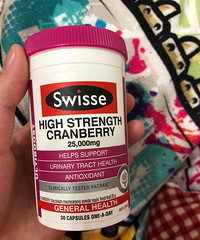 Swisse
HIGH STRENGTH
CRANBERRY
25,000mg
HELPS SUPPORT
URINARY TRACT HEALTH
ANTIOXIDANT
CLINICALLY TESTED PACRAN
GENERAL HEALTH
30 CAPSULES ONE-A-DAY